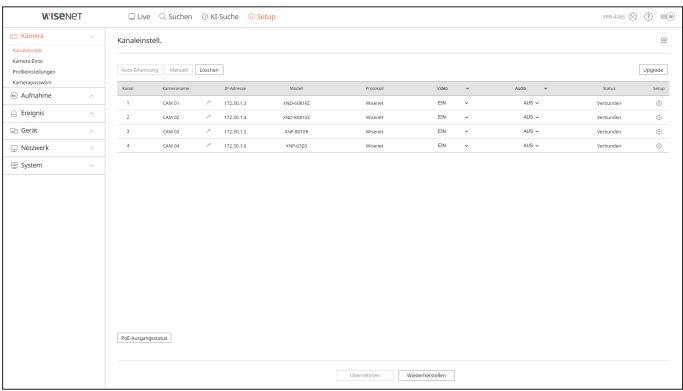 WISENET
Live Suchen KI-Suche Setup
XRN-426S
Kamera
Kanaleinstell.
Kamera-Einst
Profileinstellungen
Kamerapasswort
Aufnahme
Ereignis
Gerät
Netzwerk
System
Kanaleinstell.
Auto-Erkennung Manuell Löschen Upgrade
Kanal Kameraname IP-Adresse Modell Protokoll Video Audio Status Setup
1 CAM 01 172.30.1.3 XND-6081FZ Wisenet EIN AUS Verbunden
2 CAM 02 172.30.1.4 XND-8081VZ Wisenet EIN AUS Verbunden
3 CAM 03 172.30.1.5 XNF-8010R Wisenet EIN AUS Verbunden
4 CAM 04 172.30.1.6 XNP-6320 Wisenet EIN AUS Verbunden
PoE-Ausgangsstatus
Übernehmen Wiederherstellen